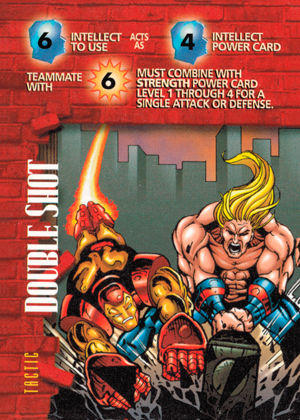 6 INTELLECT TO USE ACTS AS 4 INTELLECT POWER CARD
TEAMMATE WITH 6 MUST COMBINE WITH
STRENGTH POWER CARD
LEVEL 1 THROUGH 4 FOR A
SINGLE ATTACK OR DEFENSE.
DOUBLE SHOT
TACTIC